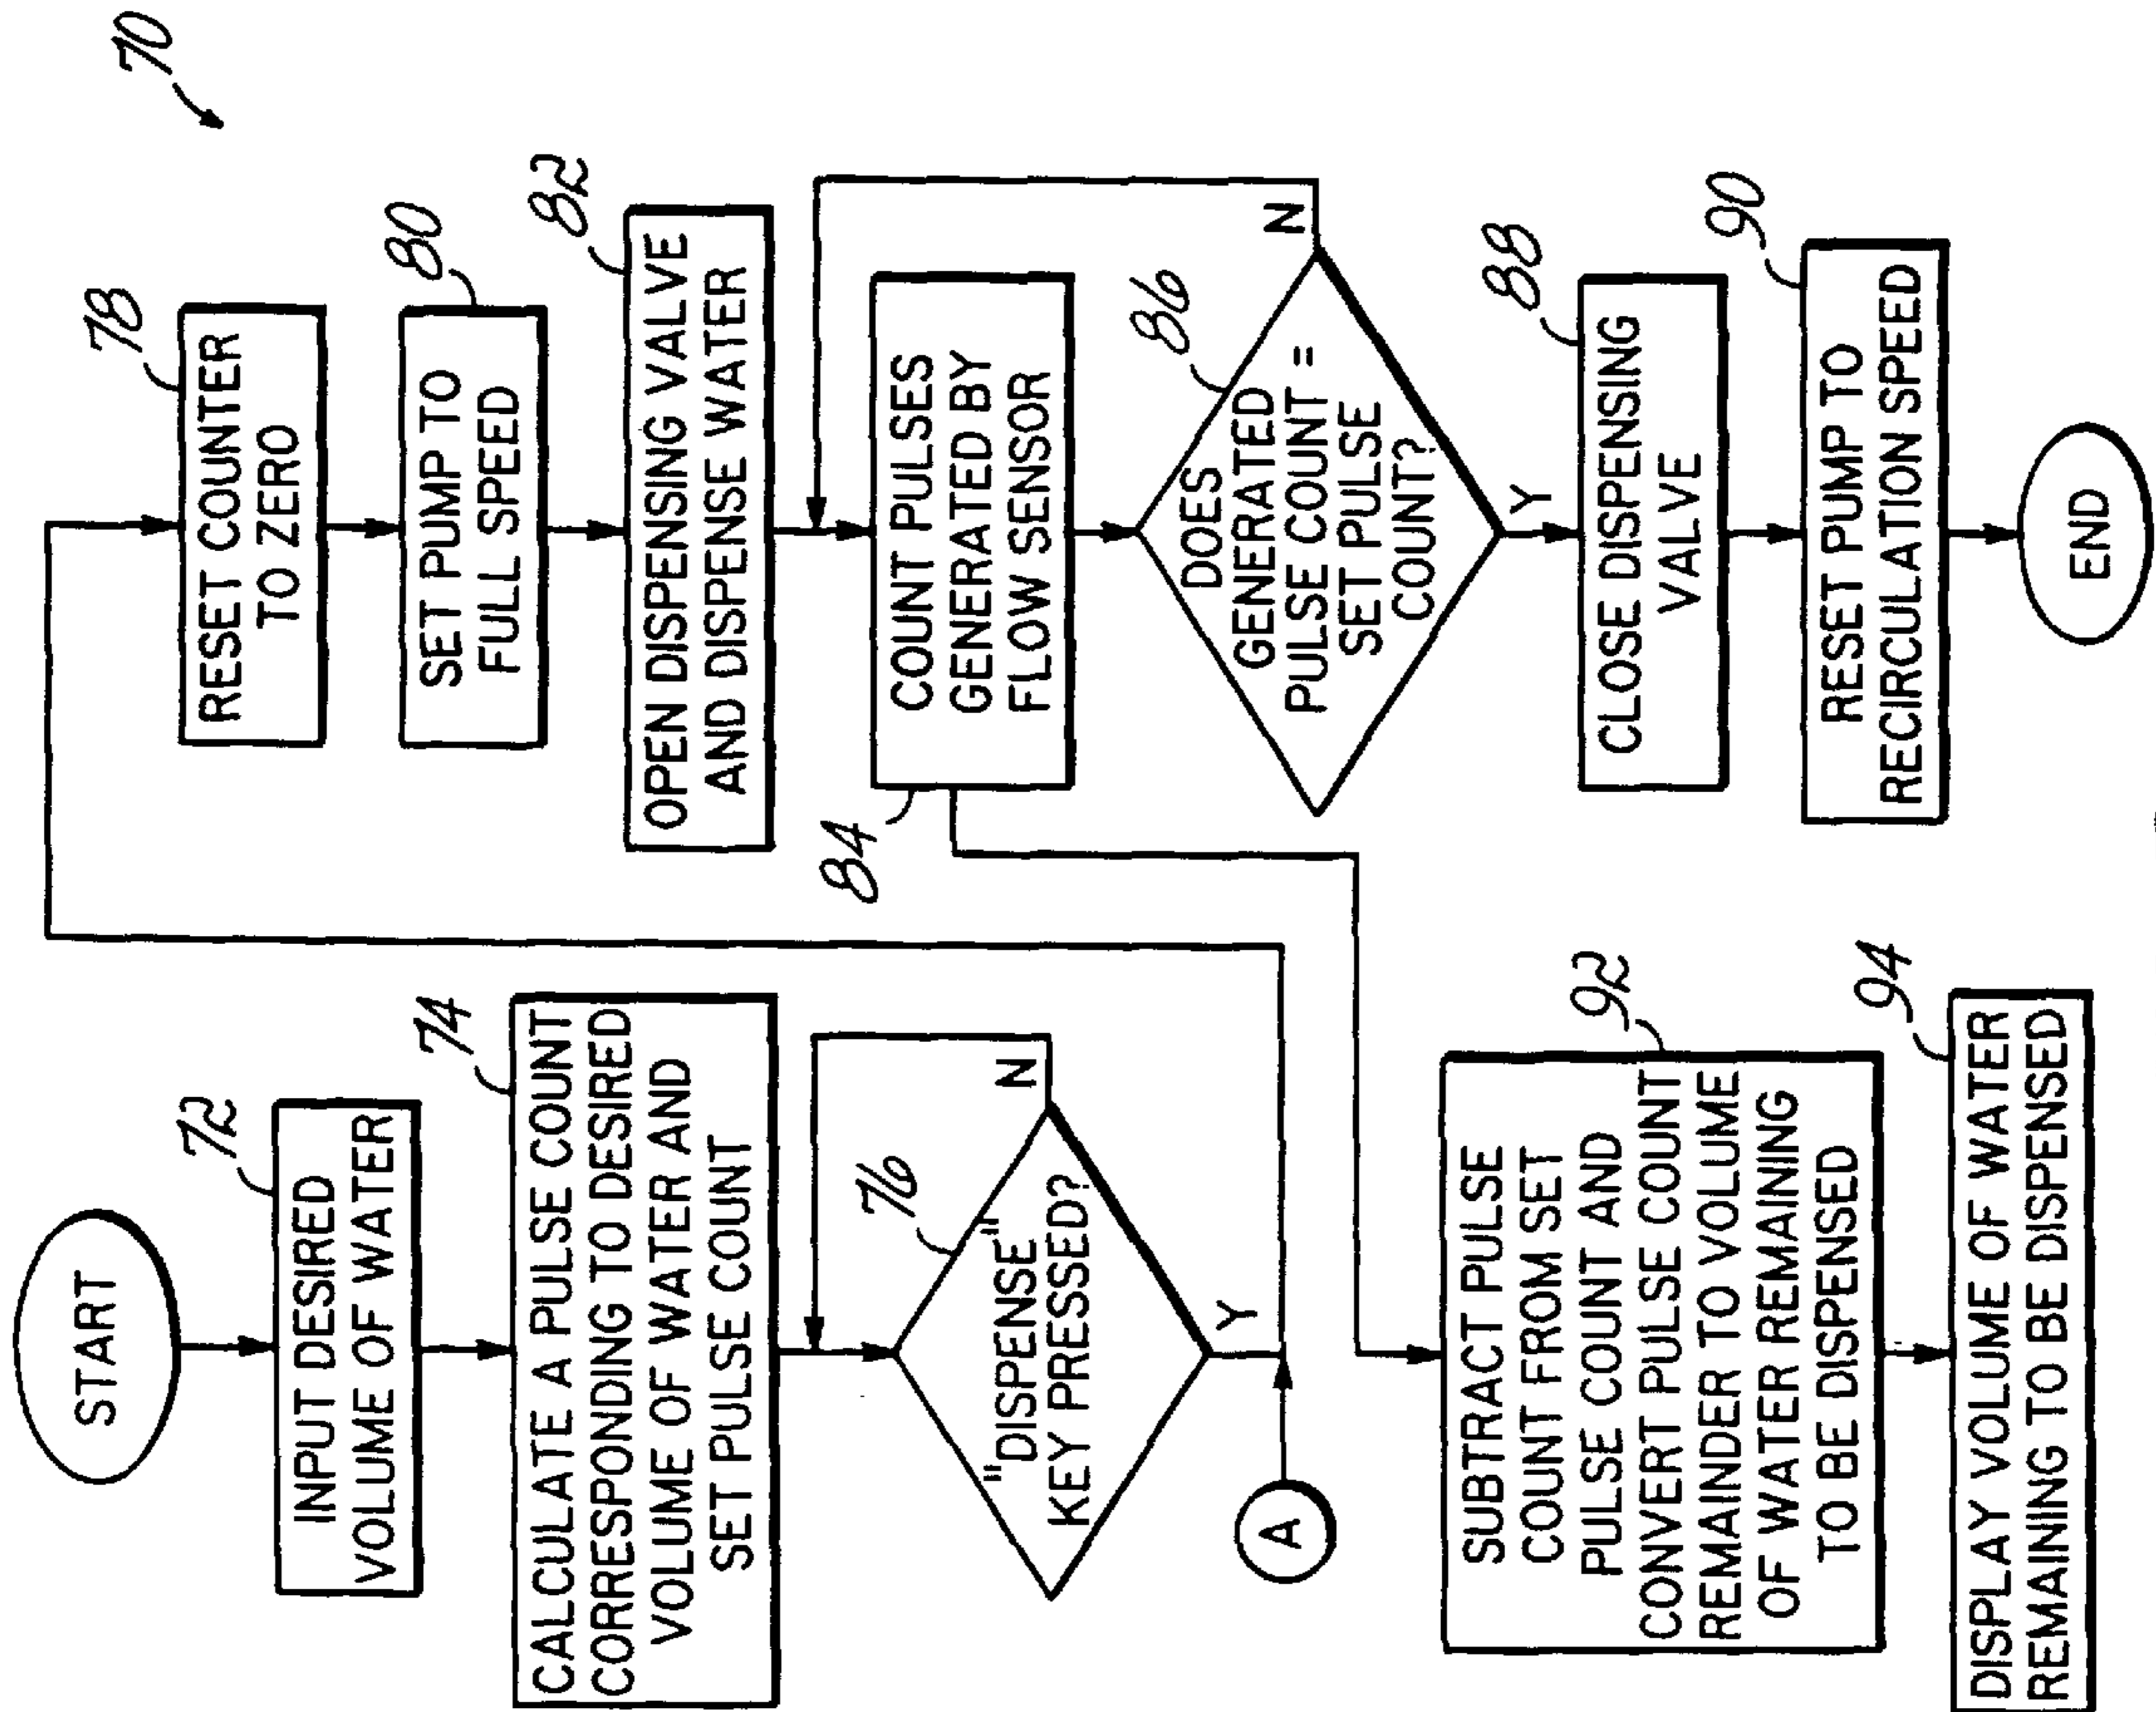 70
START
72
INPUT DESIRED
VOLUME OF WATER
74
CALCULATE A PULSE COUNT
CORRESPONDING TO DESIRED
VOLUME OF WATER AND
SET PULSE COUNT
76
"DISPENSE"
KEY PRESSED?
N
Y
A
78
RESET COUNTER
TO ZERO
80
SET PUMP TO
FULL SPEED
82
OPEN DISPENSING VALVE
AND DISPENSE WATER
84
COUNT PULSES
GENERATED BY
FLOW SENSOR
86
DOES
GENERATED
PULSE COUNT =
SET PULSE
COUNT?
N
Y
88
CLOSE DISPENSING
VALVE
90
RESET PUMP TO
RECIRCULATION SPEED
END
92
SUBTRACT PULSE
COUNT FROM SET
PULSE COUNT AND
CONVERT PULSE COUNT
REMAINDER TO VOLUME
OF WATER REMAINING
TO BE DISPENSED
94
DISPLAY VOLUME OF WATER
REMAINING TO BE DISPENSED